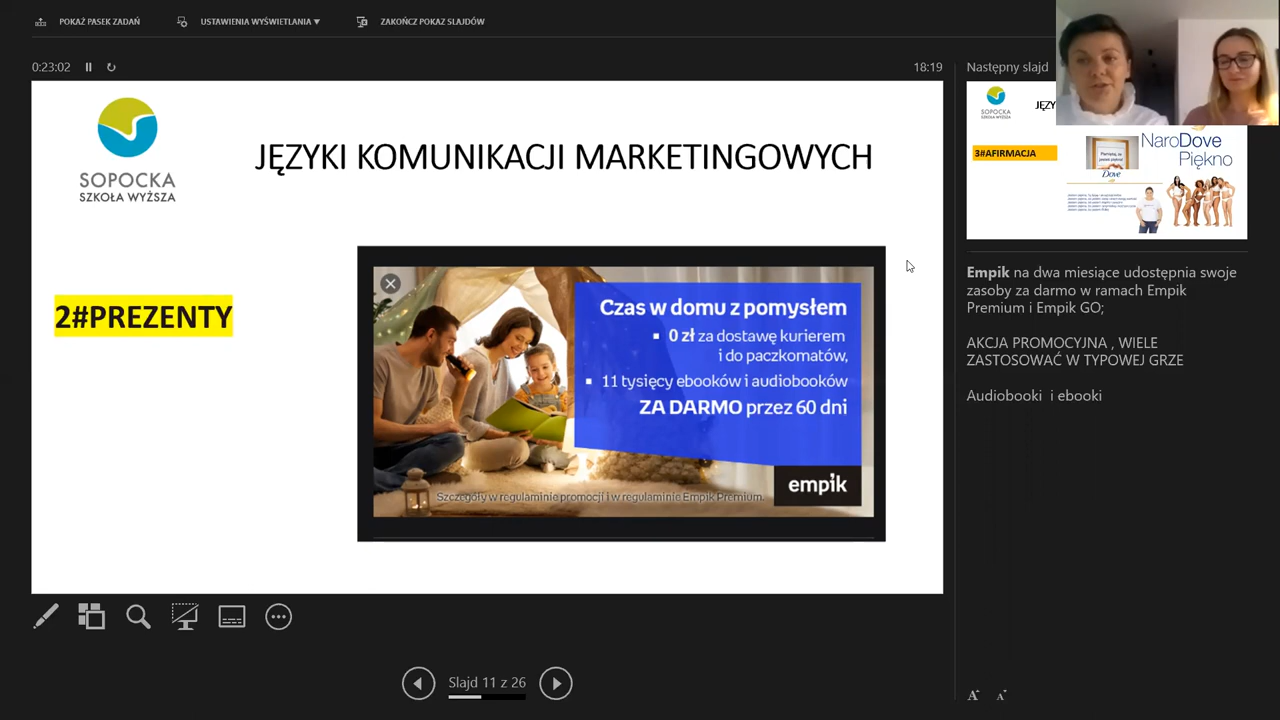 POKAŻ PASEK ZADAŃ
USTAWIENIA WYŚWIETLANIA ▼
ZAKOŃCZ POKAZ SLAJDÓW
0:23:02
18:19
SOPOCKA
SZKOŁA WYŻSZA
JĘZYKI KOMUNIKACJI MARKETINGOWYCH
2#PREZENTY
Czas w domu z pomysłem
▪ 0 zł za dostawę kurierem
i do paczkomatów,
▪ 11 tysięcy ebooków i audiobooków
ZA DARMO przez 60 dni
empik
Szczegóły w regulaminie promocji i w regulaminie Empik Premium.
Slajd 11 z 26
Następny slajd
SOPOCKA
SZKOŁA WYŻSZA
JĘZY
3#AFIRMACJA
NaroDove
Piękno
Dove
Empik na dwa miesiące udostępnia swoje
zasoby za darmo w ramach Empik
Premium i Empik GO;
AKCJA PROMOCYJNA , WIELE
ZASTOSOWAĆ W TYPOWEJ GRZE
Audiobooki i ebooki
A A